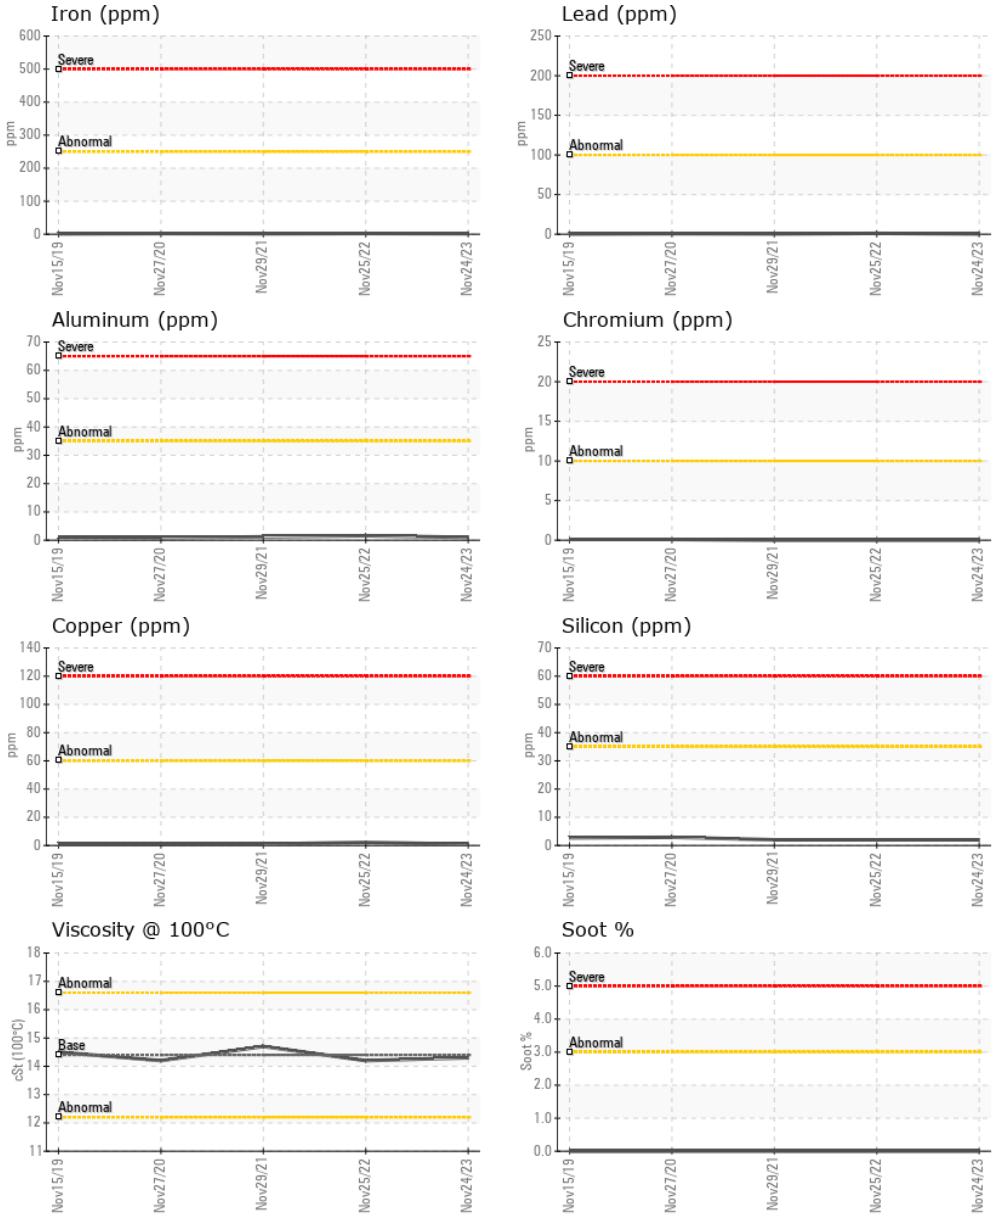 Iron (ppm)
600
500
400
300
200
100
0
ppm
Severe
Abnormal
Nov15/19
Nov27/20
Nov29/21
Nov25/22
Nov24/23
Lead (ppm)
250
200
150
100
50
0
ppm
Severe
Abnormal
Nov15/19
Nov27/20
Nov29/21
Nov25/22
Nov24/23
Aluminum (ppm)
70
60
50
40
30
20
10
0
ppm
Severe
Abnormal
Nov15/19
Nov27/20
Nov29/21
Nov25/22
Nov24/23
Chromium (ppm)
25
20
15
10
5
0
ppm
Severe
Abnormal
Nov15/19
Nov27/20
Nov29/21
Nov25/22
Nov24/23
Copper (ppm)
140
120
100
80
60
40
20
0
ppm
Severe
Abnormal
Nov15/19
Nov27/20
Nov29/21
Nov25/22
Nov24/23
Silicon (ppm)
70
60
50
40
30
20
10
0
ppm
Severe
Abnormal
Nov15/19
Nov27/20
Nov29/21
Nov25/22
Nov24/23
Viscosity @ 100°C
18
17
16
15
14
13
12
11
cSt (100°C)
Abnormal
Base
Abnormal
Nov15/19
Nov27/20
Nov29/21
Nov25/22
Nov24/23
Soot %
6.0
5.0
4.0
3.0
2.0
1.0
0.0
Soot %
Severe
Abnormal
Nov15/19
Nov27/20
Nov29/21
Nov25/22
Nov24/23